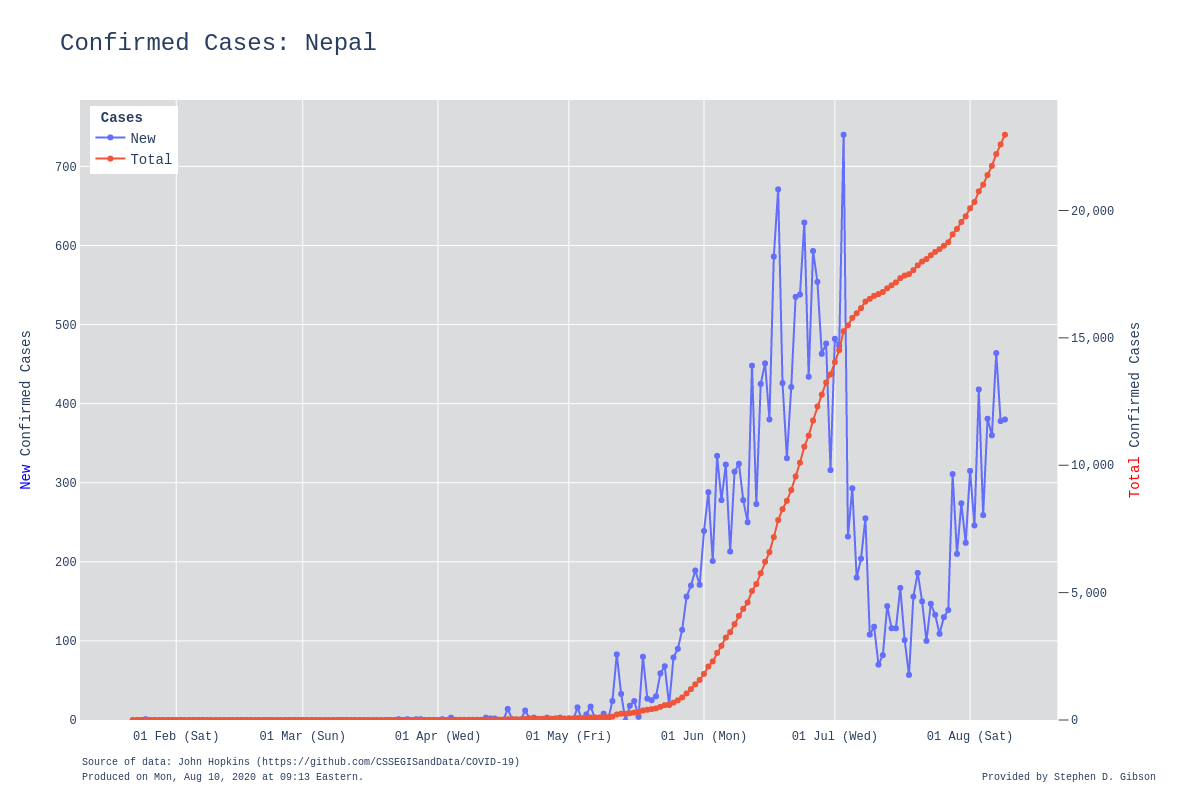 Confirmed Cases: Nepal
Cases
New
Total
700
600
500
400
300
200
100
0
New Confirmed Cases
20,000
15,000
10,000
5,000
0
Total Confirmed Cases
01 Feb (Sat) 01 Mar (Sun) 01 Apr (Wed) 01 May (Fri) 01 Jun (Mon) 01 Jul (Wed) 01 Aug (Sat)
Source of data: John Hopkins (https://github.com/CSSEGISandData/COVID-19)
Produced on Mon, Aug 10, 2020 at 09:13 Eastern.
Provided by Stephen D. Gibson